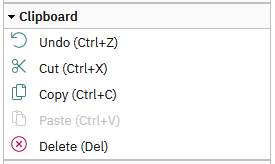 Clipboard
Undo (Ctrl+Z)
Cut (Ctrl+X)
Copy (Ctrl+C)
Paste (Ctrl+V)
Delete (Del)